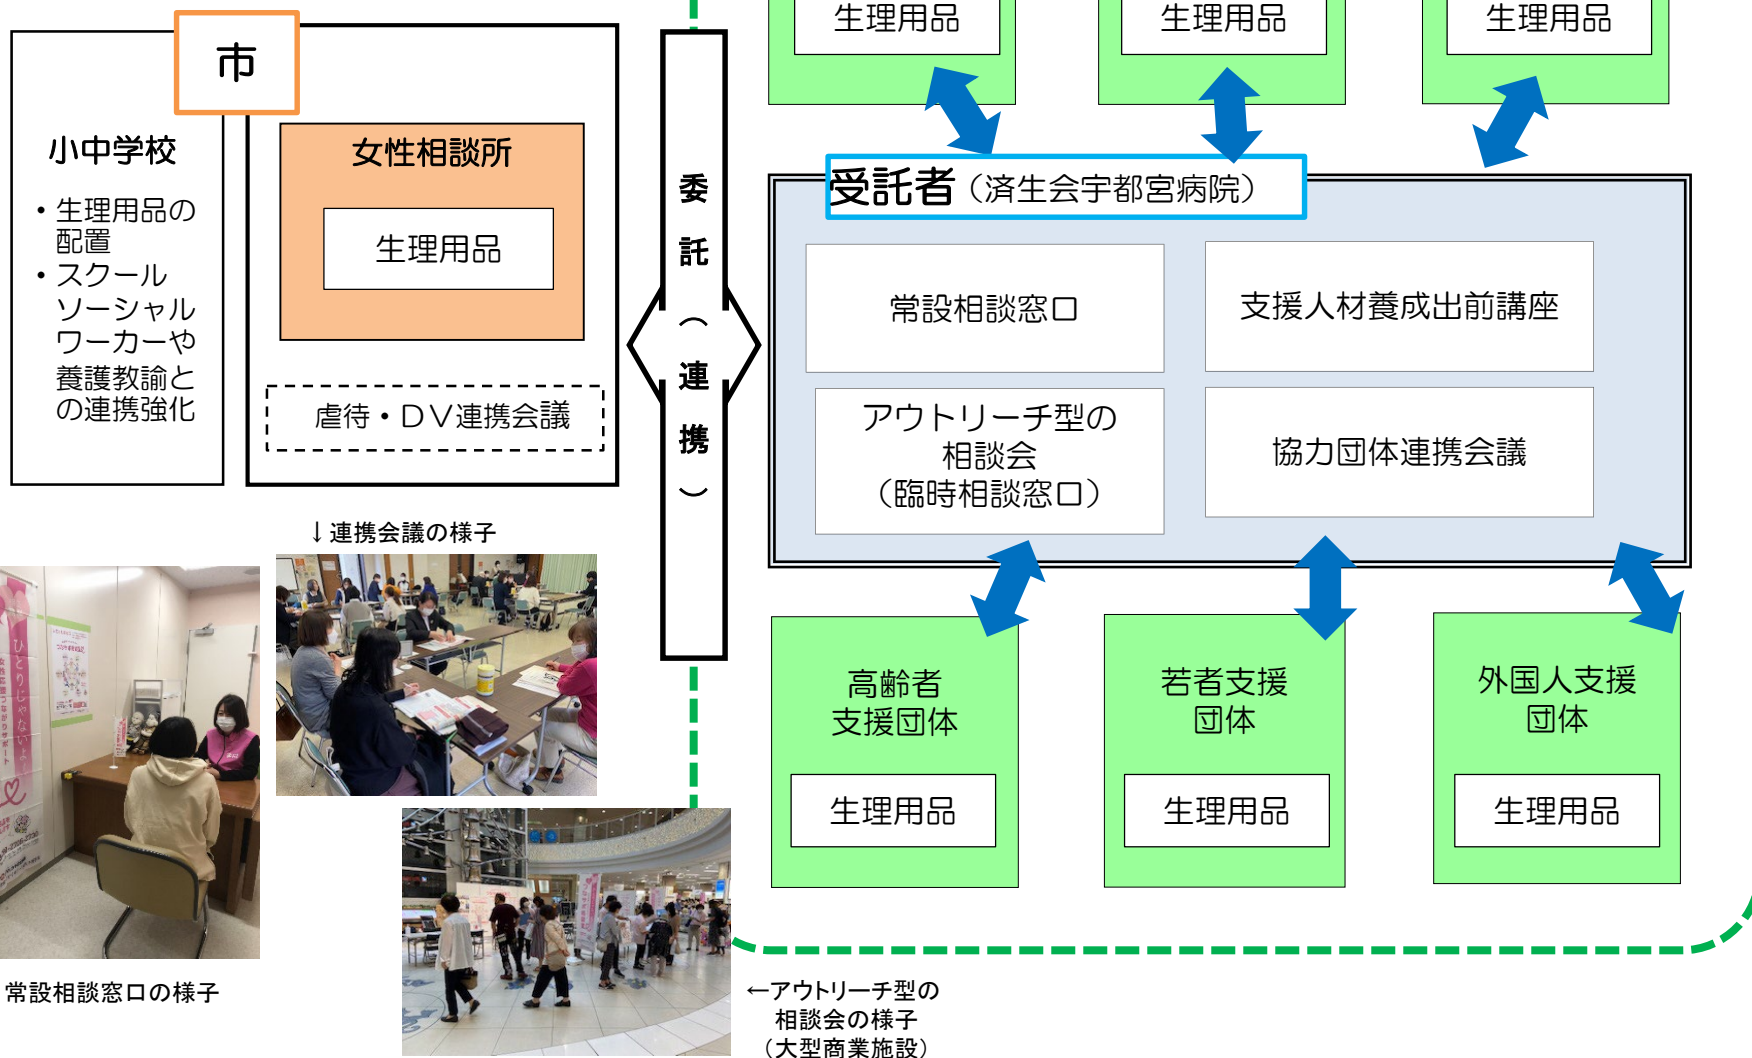 生理用品
生理用品
生理用品
市
小中学校
・生理用品の
配置
・スクール
ソーシャル
ワーカーや
養護教諭と
の連携強化
女性相談所
生理用品
虐待・DV連携会議
委託(連携)
受託者(済生会宇都宮病院)
常設相談窓口
支援人材養成出前講座
アウトリーチ型の
相談会
(臨時相談窓口)
協力団体連携会議
高齢者
支援団体
生理用品
若者支援
団体
生理用品
外国人支援
団体
生理用品
↓連携会議の様子
ひとりじゃないよ
常設相談窓口の様子
←アウトリーチ型の
相談会の様子
(大型商業施設)